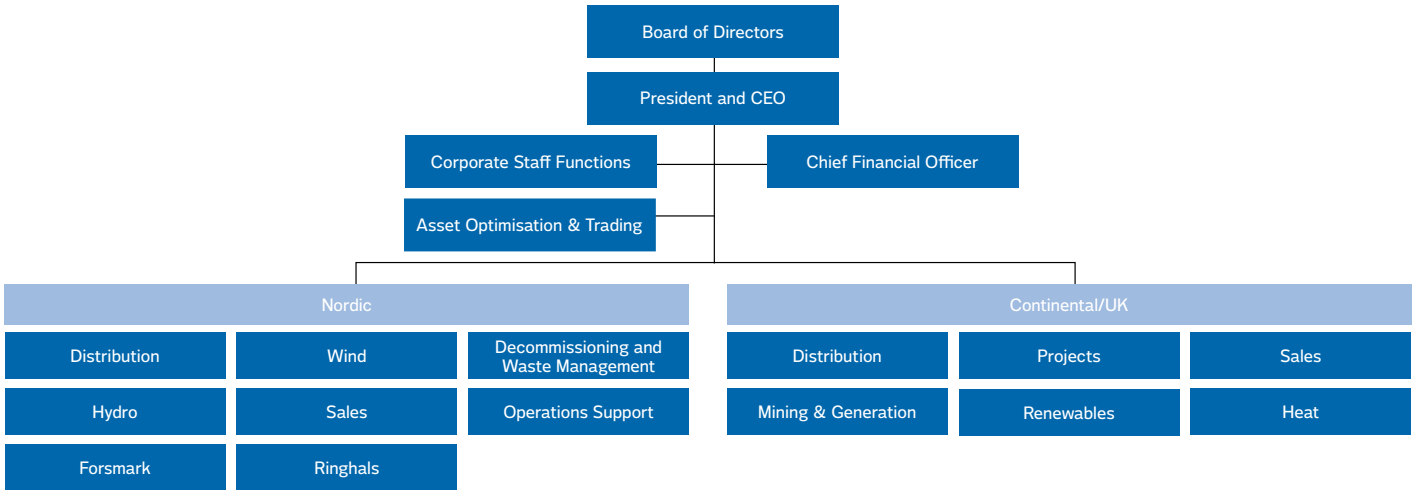 Board of Directors
President and CEO
Corporate Staff Functions
Chief Financial Officer
Asset Optimisation & Trading
Nordic
Continental/UK
Distribution
Wind
Decommissioning and
Waste Management
Distribution
Projects
Sales
Hydro
Sales
Operations Support
Mining & Generation
Renewables
Heat
Forsmark
Ringhals